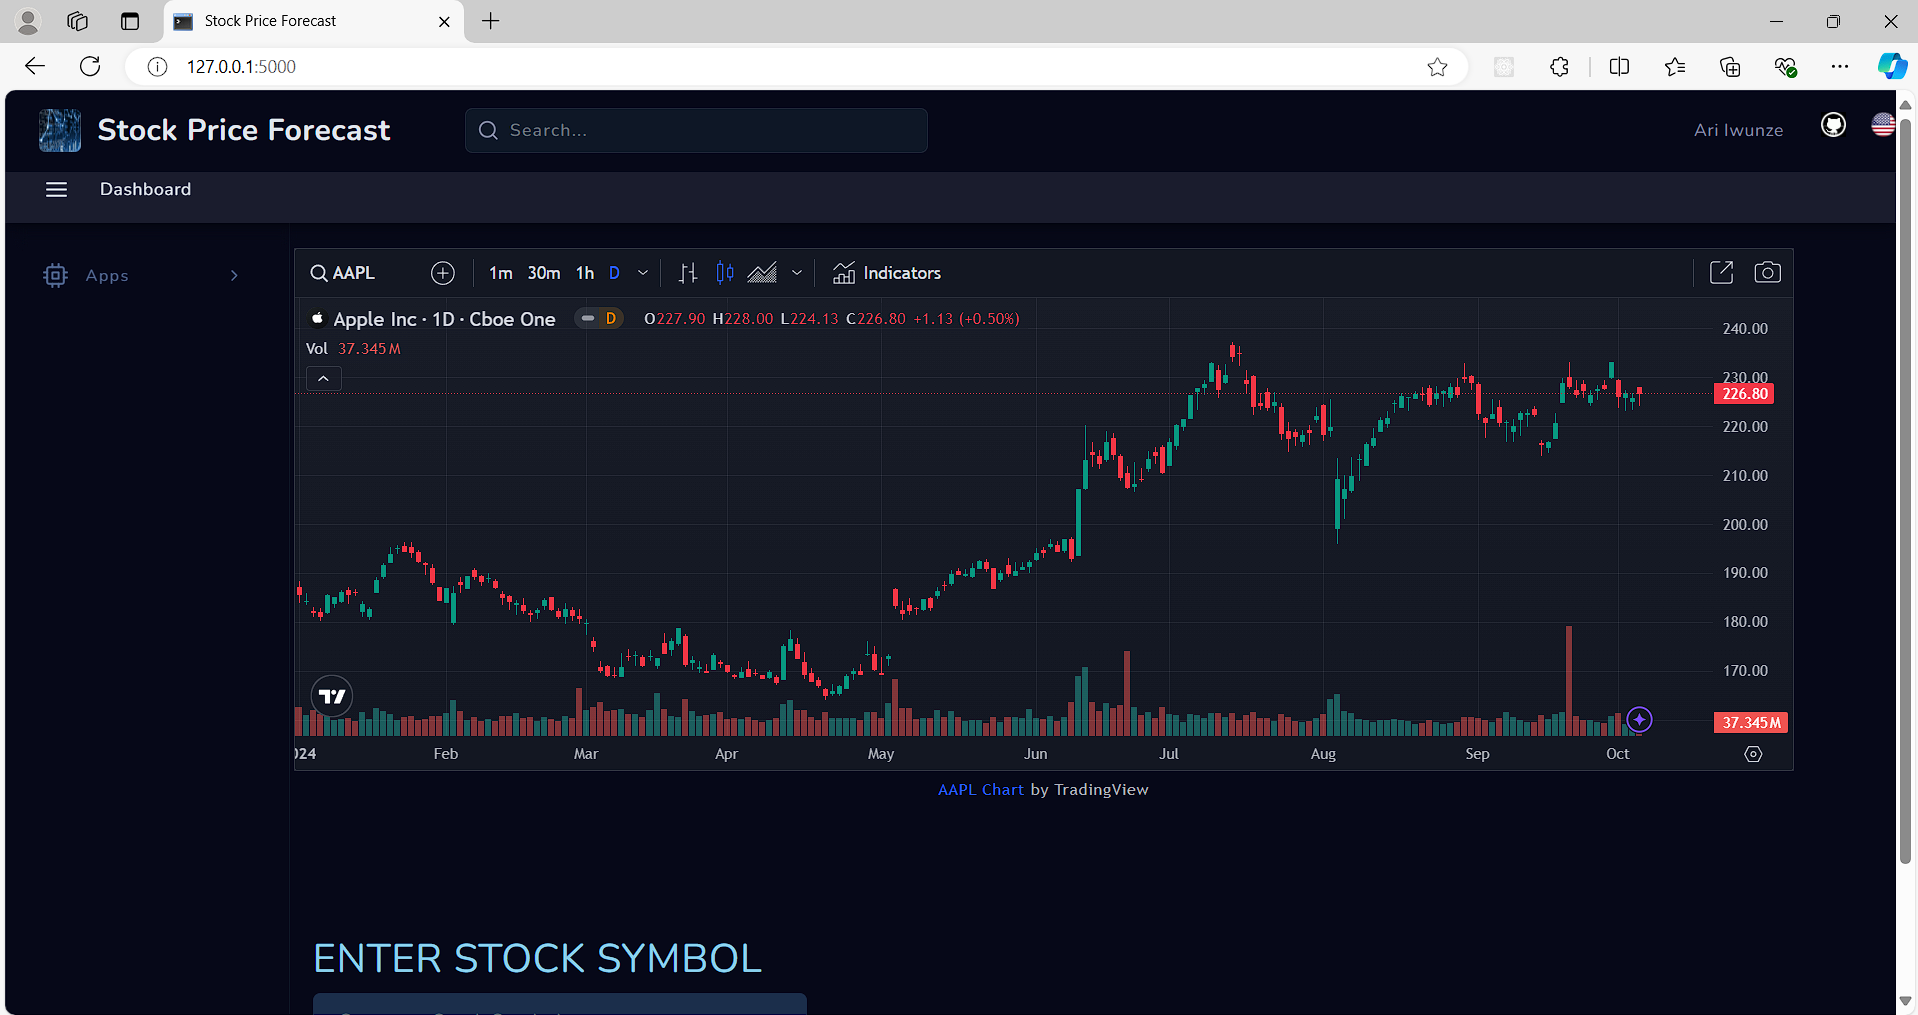 Stock Price Forecast
127.0.0.1:5000
Stock Price Forecast
Search...
Ari Iwunze
Dashboard
Apps
AAPL 1m 30m 1h D Indicators
Apple Inc · 1D · Cboe One D O227.90 H228.00 L224.13 C226.80 +1.13 (+0.50%)
Vol 37.345M
240.00
230.00
226.80
220.00
210.00
200.00
190.00
180.00
170.00
37.345M
024 Feb Mar Apr May Jun Jul Aug Sep Oct
AAPL Chart by TradingView
ENTER STOCK SYMBOL